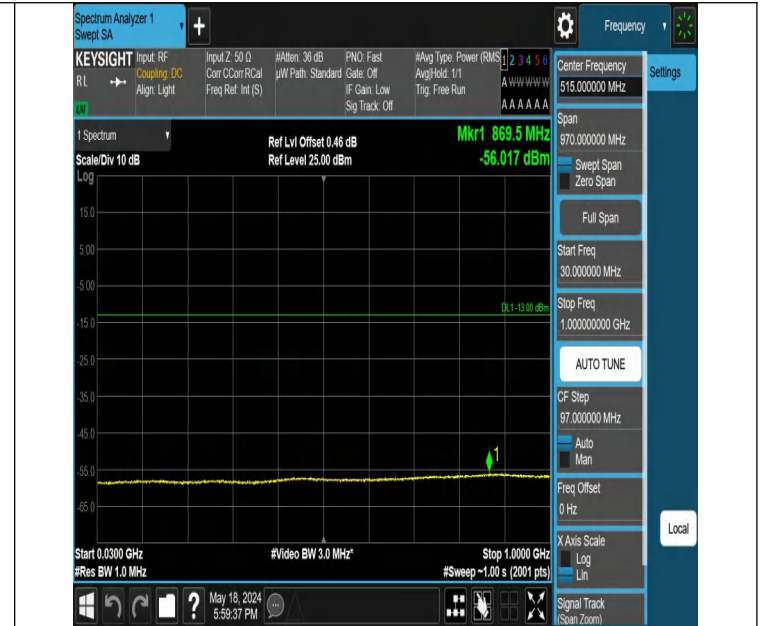 Spectrum Analyzer 1
Swept SA
Frequency
KEYSIGHT
RL
LXI
Input: RF
Coupling: DC
Align: Light
Input Z: 50 Ω
Corr CCorr RCal
Freq Ref: Int (S)
#Atten: 36 dB
µW Path: Standard
PNO: Fast
Gate: Off
IF Gain: Low
Sig Track: Off
#Avg Type: Power (RMS
Avg|Hold: 1/1
Trig: Free Run
1 2 3 4 5 6
A W W W W W
A A A A A A
1 Spectrum
Scale/Div 10 dB
Log
Ref Lvl Offset 0.46 dB
Ref Level 25.00 dBm
Mkr1 869.5 MHz
-56.017 dBm
15.0
5.00
-5.00
DL1 -13.00 dBm
-15.0
-25.0
-35.0
-45.0
1
-55.0
-65.0
Start 0.0300 GHz
#Res BW 1.0 MHz
#Video BW 3.0 MHz*
Stop 1.0000 GHz
#Sweep ~1.00 s (2001 pts)
May 18, 2024
5:59:37 PM
Center Frequency
515.000000 MHz
Settings
Span
970.000000 MHz
Swept Span
Zero Span
Full Span
Start Freq
30.000000 MHz
Stop Freq
1.000000000 GHz
AUTO TUNE
CF Step
97.000000 MHz
Auto
Man
Freq Offset
0 Hz
X Axis Scale
Log
Lin
Local
Signal Track
(Span Zoom)